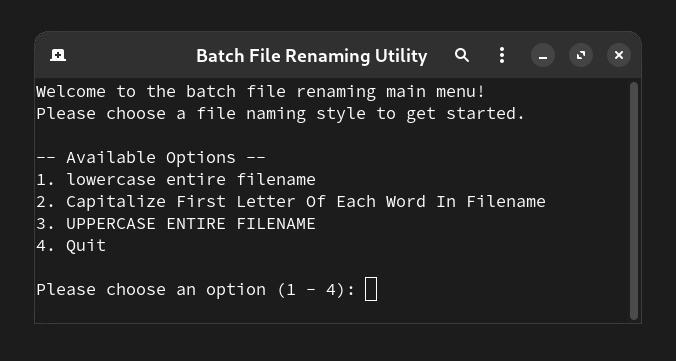 Batch File Renaming Utility
Welcome to the batch file renaming main menu!
Please choose a file naming style to get started.
-- Available Options --
1. lowercase entire filename
2. Capitalize First Letter Of Each Word In Filename
3. UPPERCASE ENTIRE FILENAME
4. Quit
Please choose an option (1 - 4):